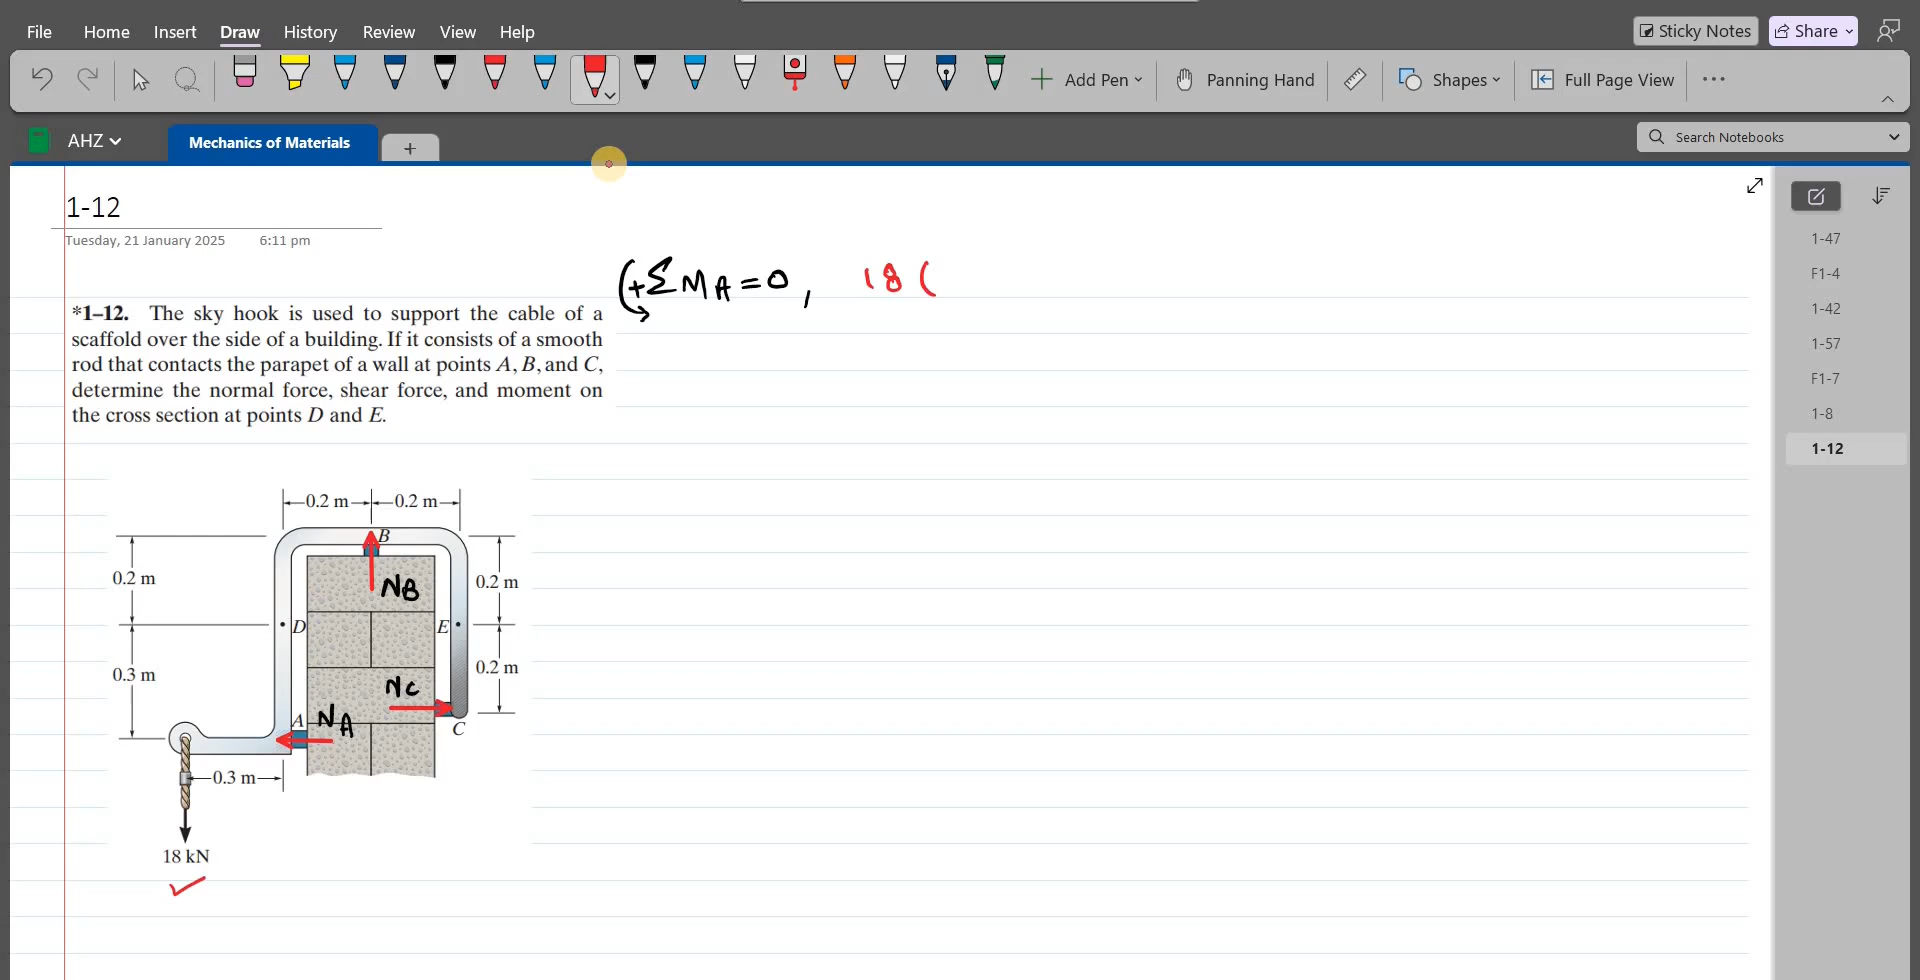 File Home Insert Draw History Review View Help
Sticky Notes Share
Add Pen Panning Hand Shapes Full Page View
AHZ Mechanics of Materials + Search Notebooks
1-12
Tuesday, 21 January 2025 6:11 pm
(+ΣMA=0, 18(
*1–12. The sky hook is used to support the cable of a
scaffold over the side of a building. If it consists of a smooth
rod that contacts the parapet of a wall at points A, B, and C,
determine the normal force, shear force, and moment on
the cross section at points D and E.
0.2 m 0.2 m
B
0.2 m 0.2 m
NB
D E
0.3 m 0.2 m
NC
A NA
C
0.3 m
18 kN
1-47
F1-4
1-42
1-57
F1-7
1-8
1-12